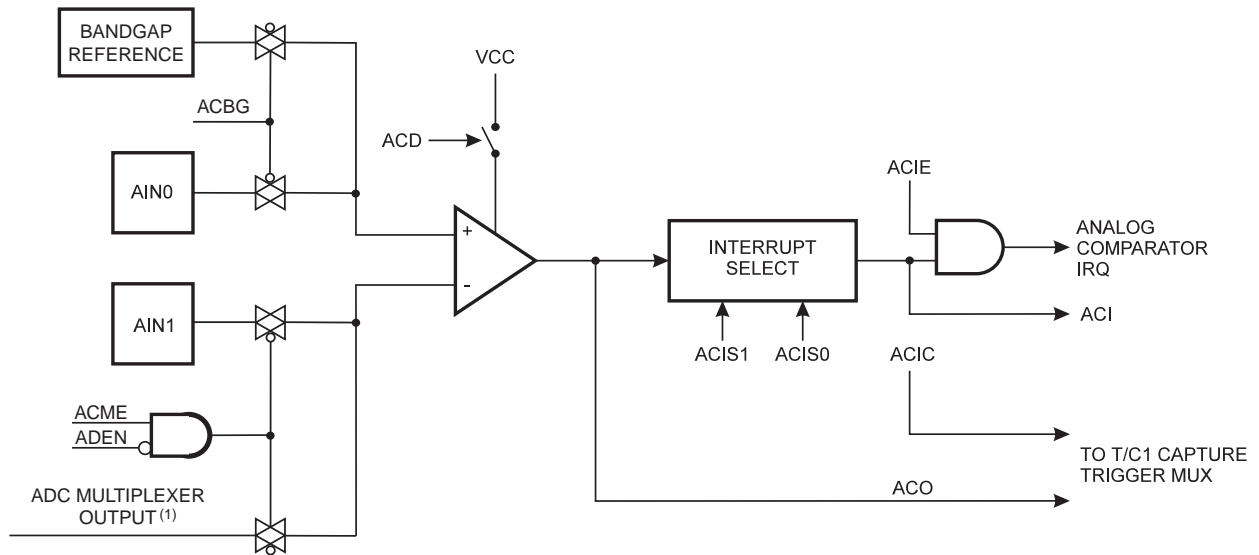 BANDGAP
REFERENCE
ACBG
AIN0
VCC
ACD
+
-
INTERRUPT
SELECT
ACIS1
ACIS0
ACIE
ANALOG
COMPARATOR
IRQ
ACI
AIN1
ACIC
ACME
ADEN
TO T/C1 CAPTURE
TRIGGER MUX
ACO
ADC MULTIPLEXER
OUTPUT (1)